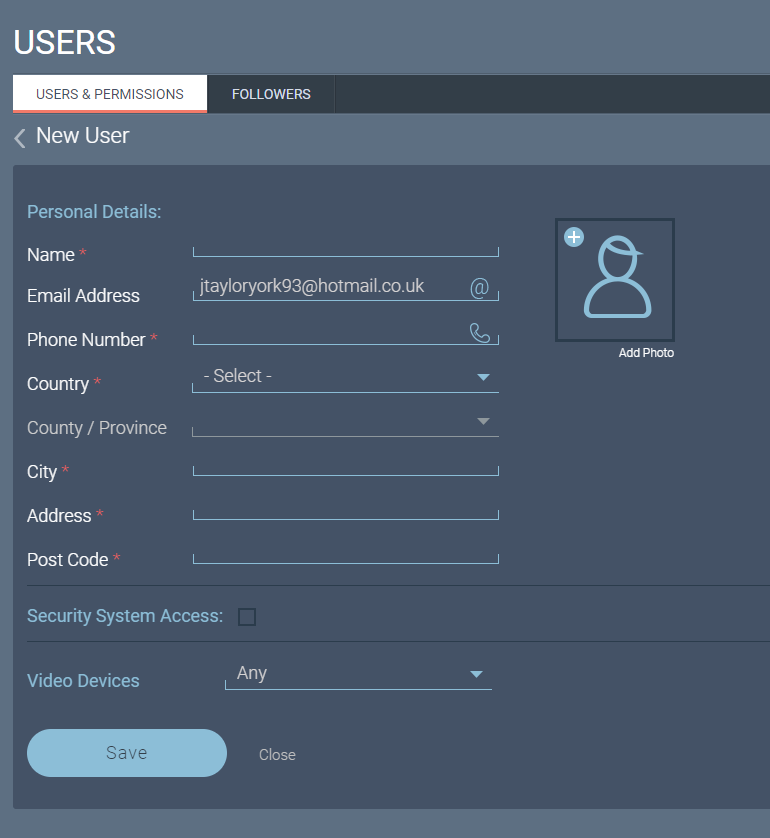 USERS
USERS & PERMISSIONS FOLLOWERS
New User
Personal Details:
Name *
Email Address jtayloryork93@hotmail.co.uk @
Phone Number *
Add Photo
Country * - Select -
County / Province
City *
Address *
Post Code *
Security System Access:
Video Devices Any
Save Close